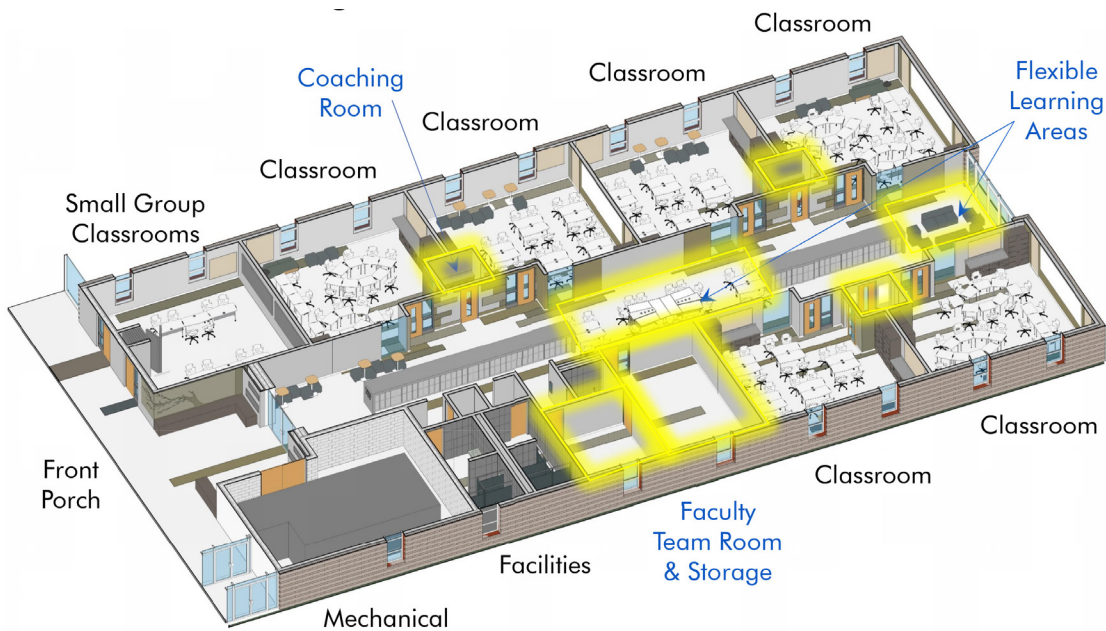 Classroom
Classroom
Flexible
Learning
Areas
Coaching
Room
Classroom
Classroom
Small Group
Classrooms
Front
Porch
Classroom
Classroom
Faculty
Team Room
& Storage
Facilities
Mechanical